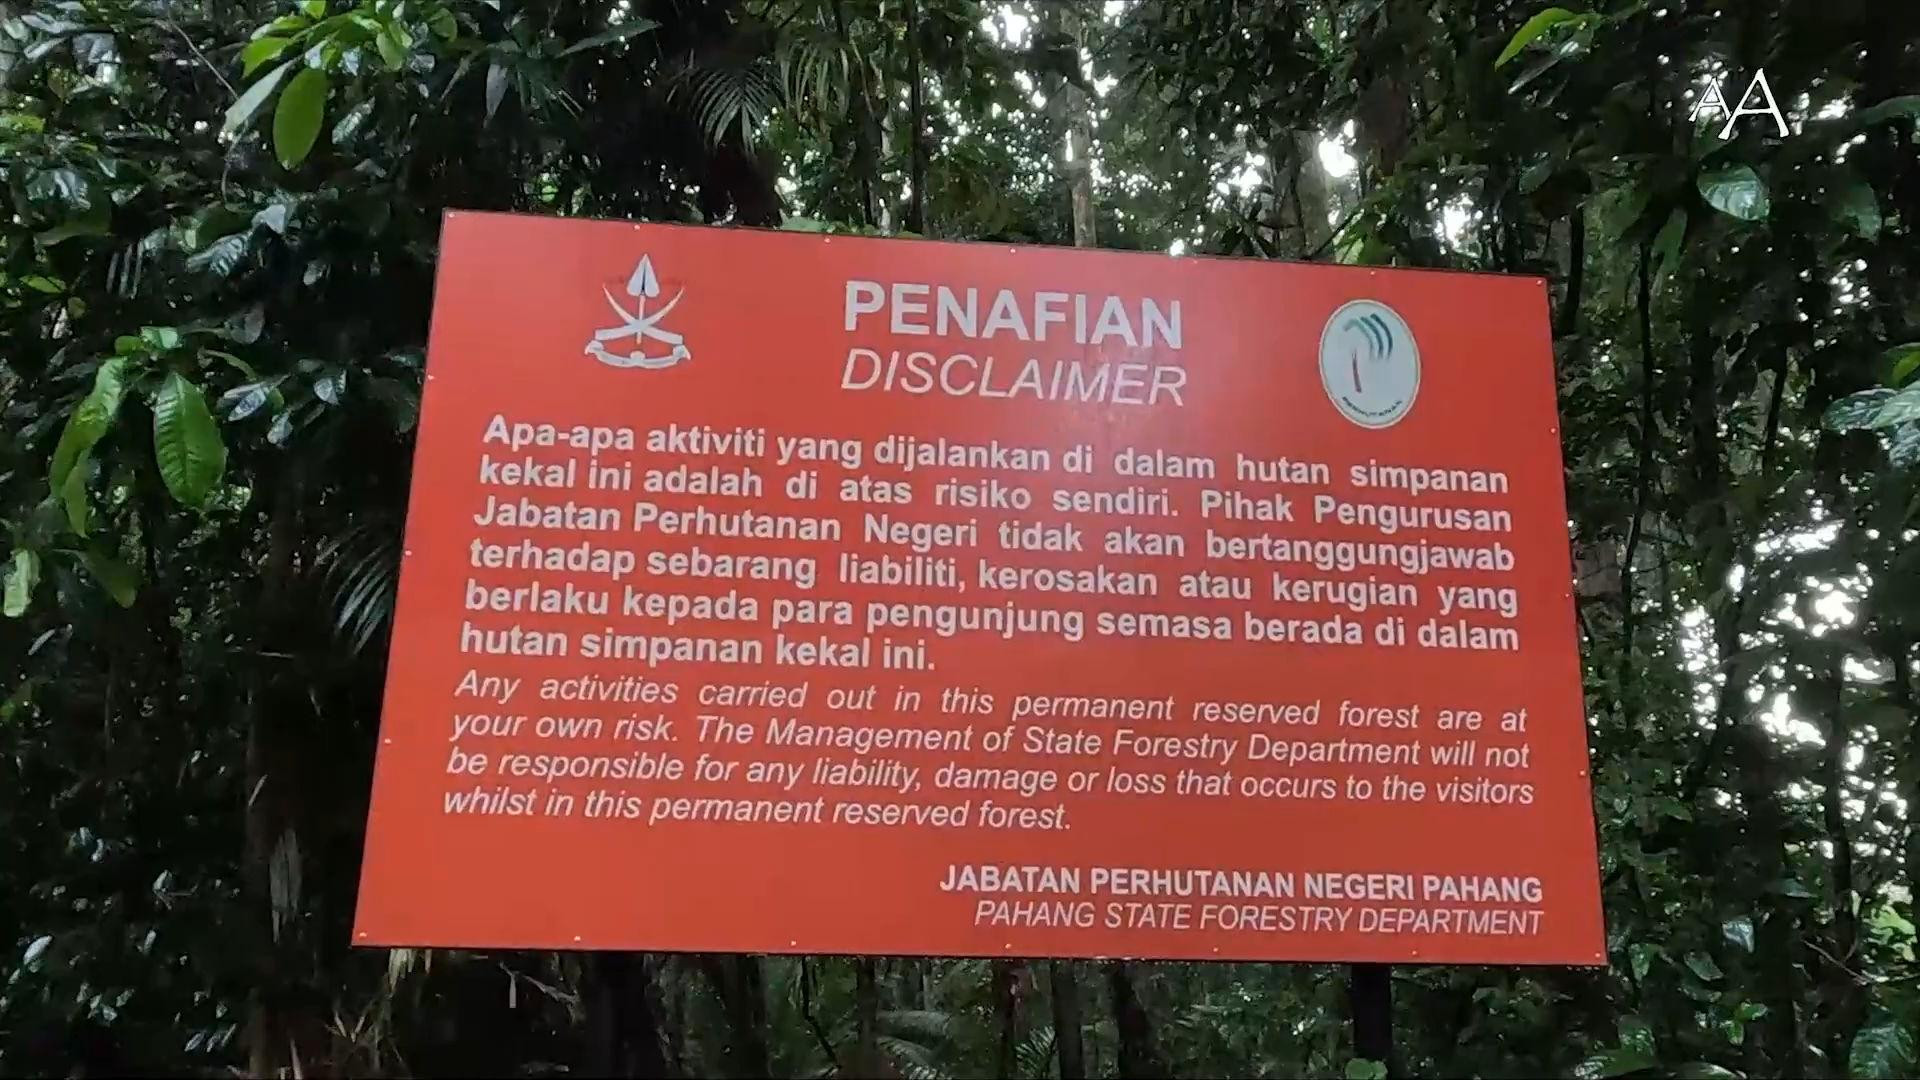 AA
PENAFIAN
DISCLAIMER
PERHUTANAN
Apa-apa aktiviti yang dijalankan di dalam hutan simpanan
kekal ini adalah di atas risiko sendiri. Pihak Pengurusan
Jabatan Perhutanan Negeri tidak akan bertanggungjawab
terhadap sebarang liabiliti, kerosakan atau kerugian yang
berlaku kepada para pengunjung semasa berada di dalam
hutan simpanan kekal ini.
Any activities carried out in this permanent reserved forest are at
your own risk. The Management of State Forestry Department will not
be responsible for any liability, damage or loss that occurs to the visitors
whilst in this permanent reserved forest.
JABATAN PERHUTANAN NEGERI PAHANG
PAHANG STATE FORESTRY DEPARTMENT